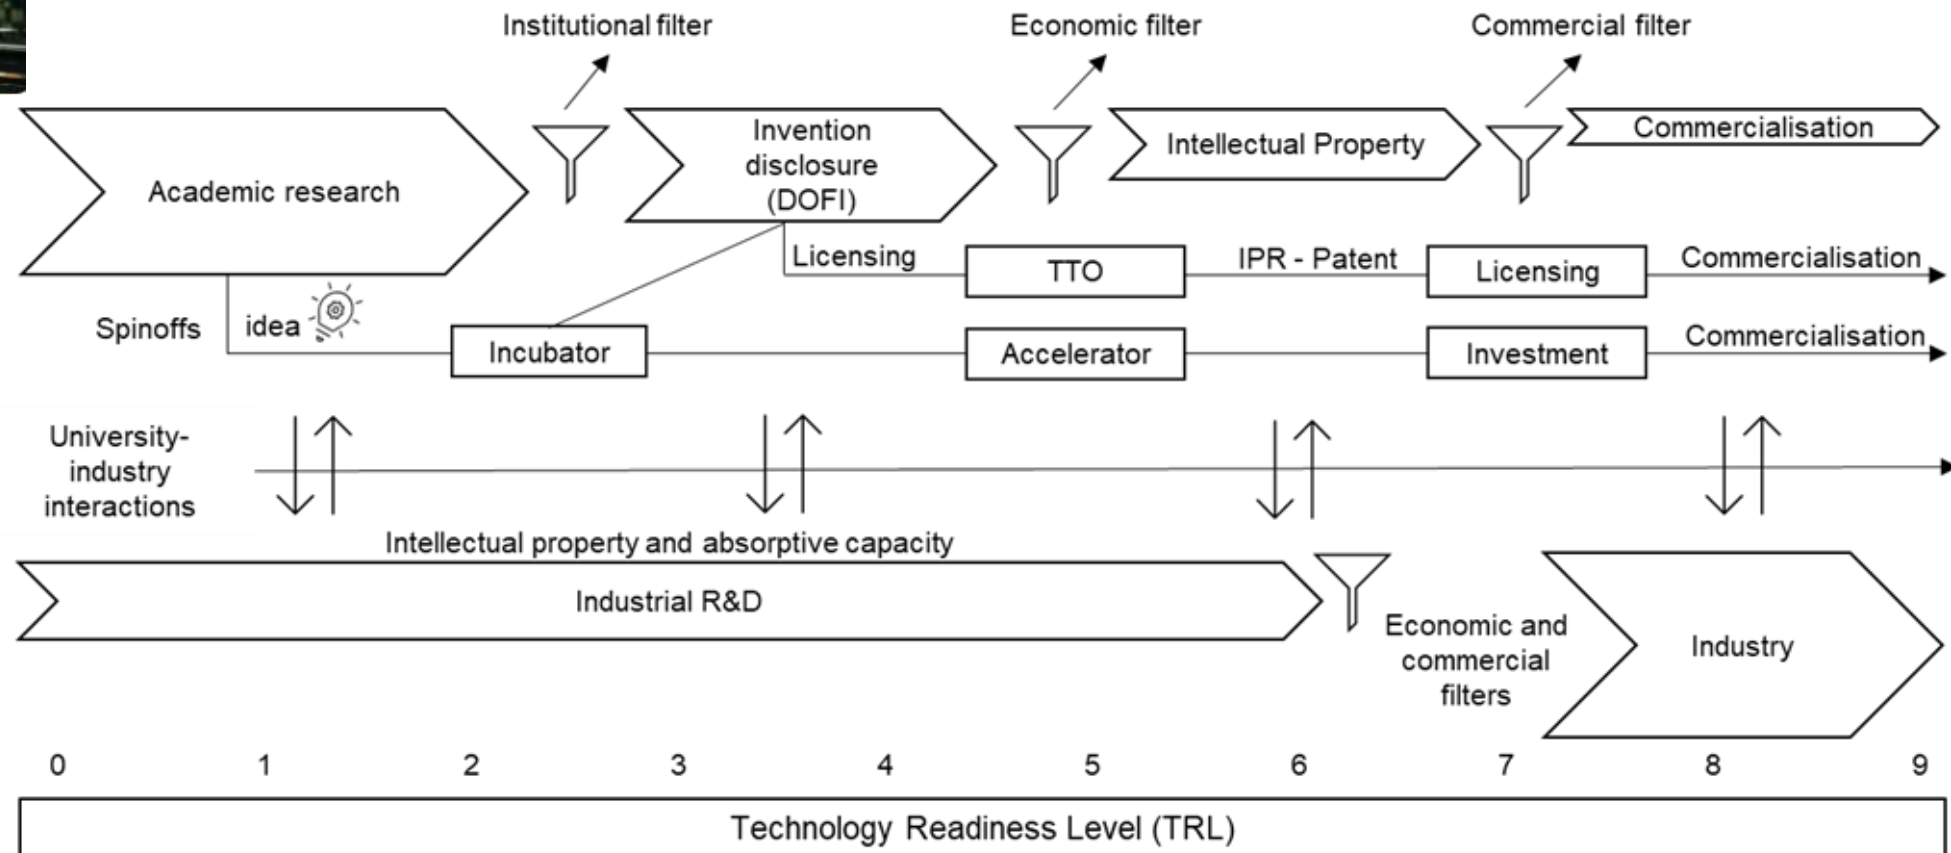 Institutional filter
Economic filter
Commercial filter
Academic research
Invention
disclosure
(DOFI)
Intellectual Property
Commercialisation
Licensing
TTO
IPR - Patent
Licensing
Commercialisation
Spinoffs
idea
Incubator
Accelerator
Investment
Commercialisation
University-
industry
interactions
Intellectual property and absorptive capacity
Industrial R&D
Economic and
commercial
filters
Industry
0 1 2 3 4 5 6 7 8 9
Technology Readiness Level (TRL)